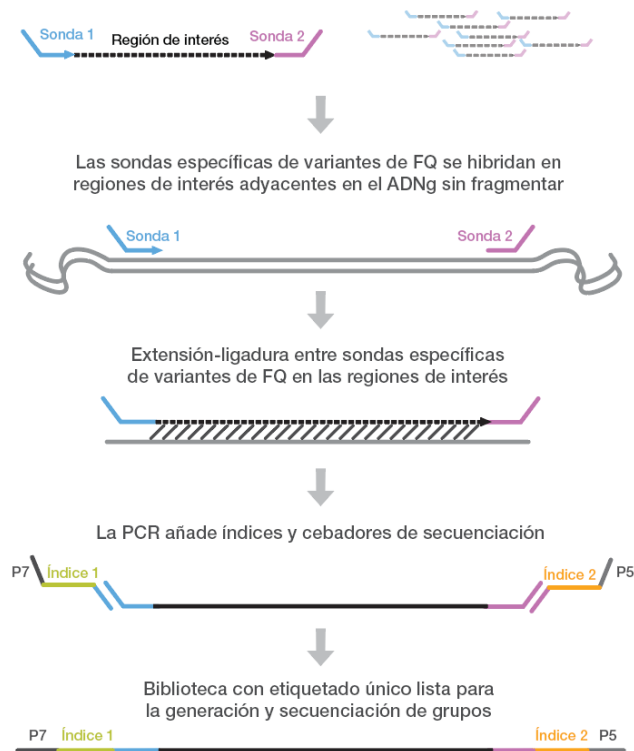 Sonda 1 Región de interés Sonda 2
Las sondas específicas de variantes de FQ se hibridan en
regiones de interés adyacentes en el ADNg sin fragmentar
Sonda 1 Sonda 2
Extensión-ligadura entre sondas específicas
de variantes de FQ en las regiones de interés
La PCR añade índices y cebadores de secuenciación
P7 Índice 1 Índice 2 P5
Biblioteca con etiquetado único lista para
la generación y secuenciación de grupos
P7 Índice 1 Índice 2 P5